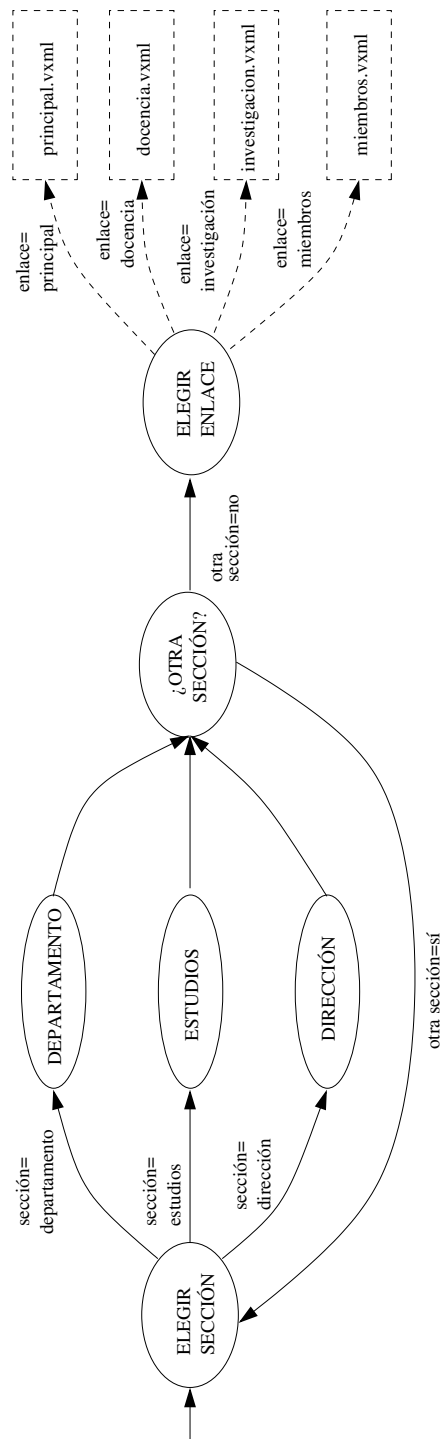 ELEGIR
SECCIÓN
sección=
departamento
sección=
estudios
sección=
dirección
DEPARTAMENTO
ESTUDIOS
DIRECCIÓN
otra sección=sí
¿OTRA
SECCIÓN?
otra
sección=no
ELEGIR
ENLACE
enlace=
principal
enlace=
docencia
enlace=
investigación
enlace=
miembros
principal.vxml
docencia.vxml
investigacion.vxml
miembros.vxml